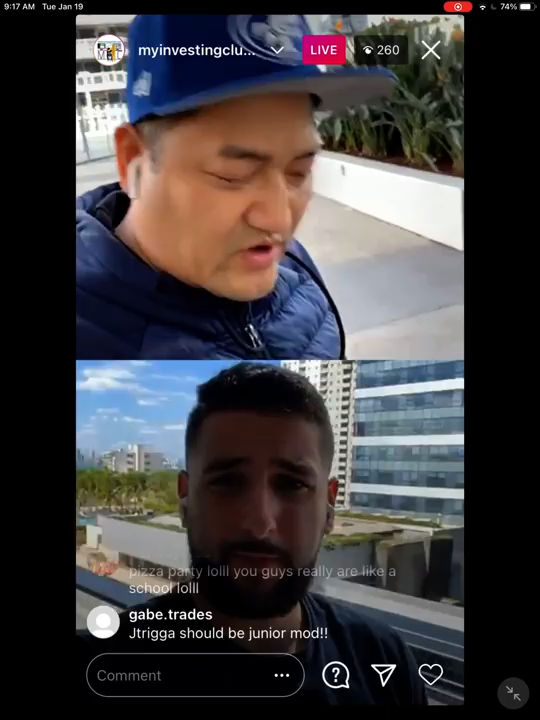 9:17 AM Tue Jan 19
74%
myinvestingclu...
LIVE
260
pizza party lolll you guys really are like a
school lolll
gabe.trades
Jtrigga should be junior mod!!
Comment